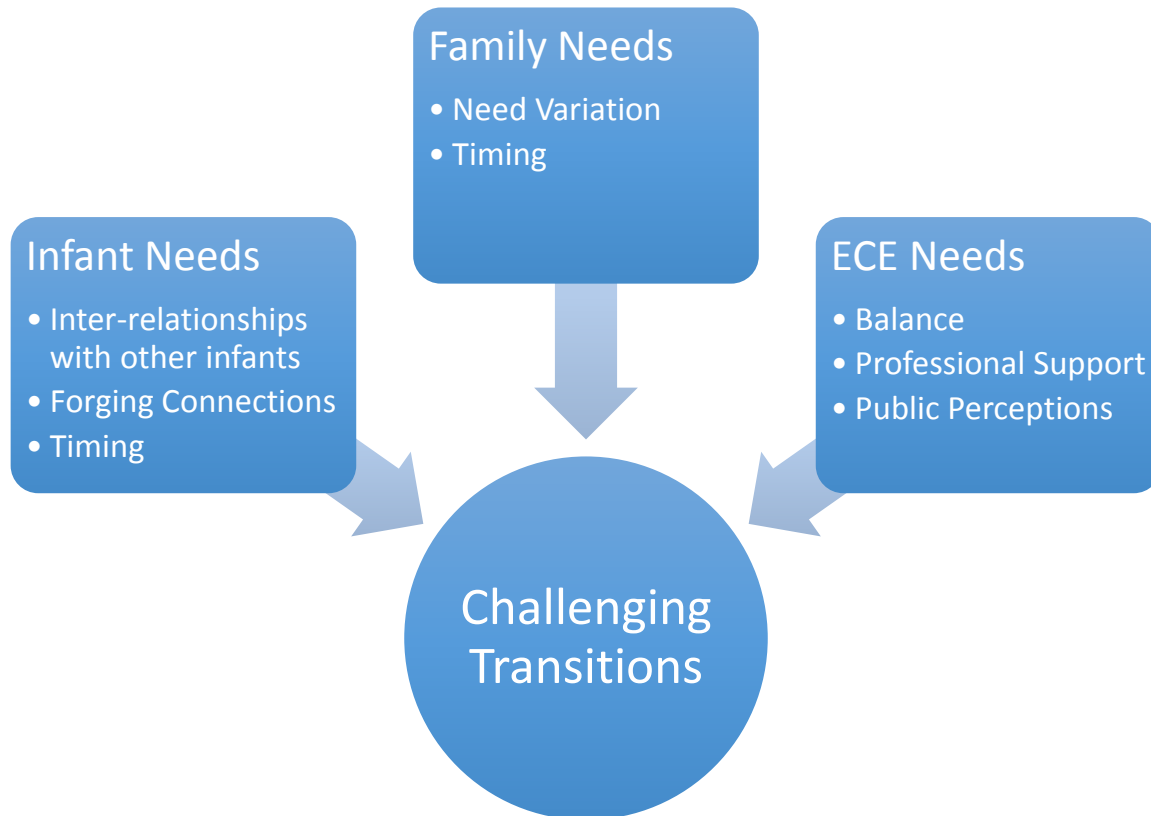 Family Needs
• Need Variation
• Timing
Infant Needs
• Inter-relationships
with other infants
• Forging Connections
• Timing
ECE Needs
• Balance
• Professional Support
• Public Perceptions
Challenging
Transitions